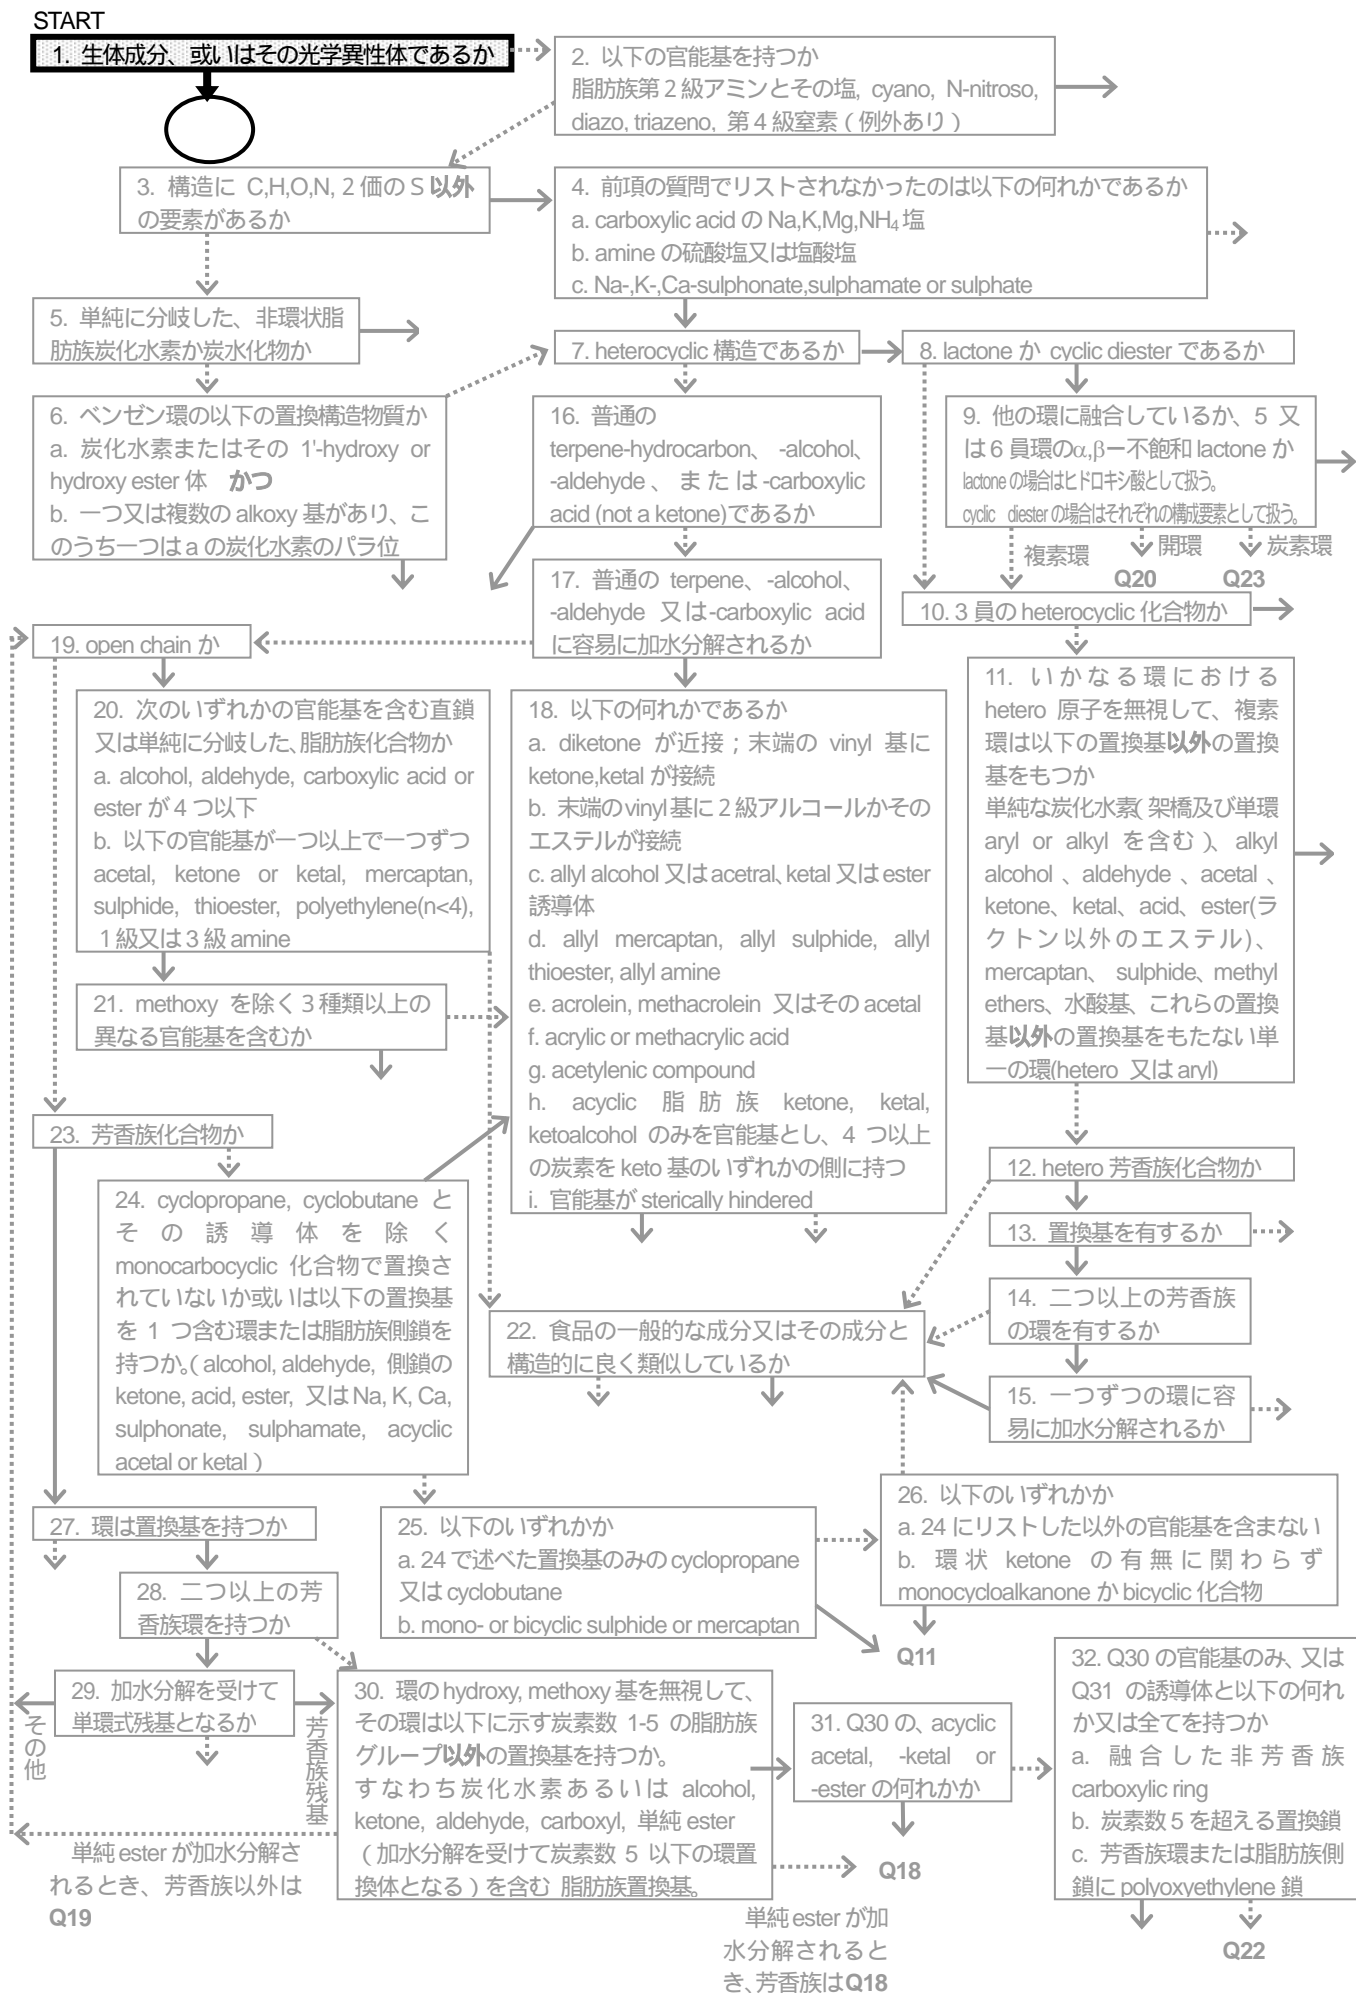 START
1. 生体成分、或いはその光学異性体であるか
2. 以下の官能基を持つか
脂肪族第２級アミンとその塩, cyano, N-nitroso,
diazo, triazeno, 第４級窒素（例外あり）
3. 構造に C,H,O,N,２価のＳ以外
の要素があるか
4. 前項の質問でリストされなかったのは以下の何れかであるか
a. carboxylic acid の Na,K,Mg,NH₄ 塩
b. amine の硫酸塩又は塩酸塩
c. Na-,K-,Ca-sulphonate,sulphamate or sulphate
5. 単純に分岐した、非環状脂
肪族炭化水素か炭水化物か
7. heterocyclic 構造であるか
8. lactone か cyclic diester であるか
6. ベンゼン環の以下の置換構造物質か
a. 炭化水素またはその 1'-hydroxy or
hydroxy ester 体 かつ
b. 一つ又は複数の alkoxy 基があり、こ
のうち一つは a の炭化水素のパラ位
16. 普通の
terpene-hydrocarbon、 -alcohol、
-aldehyde 、 または -carboxylic
acid (not a ketone)であるか
9. 他の環に融合しているか、５又
は６員環のα,β－不飽和 lactone か
lactone の場合はヒドロキシ酸として扱う。
cyclic diester の場合はそれぞれの構成要素として扱う。
複素環
開環
炭素環
Q20
Q23
17. 普通の terpene、-alcohol、
-aldehyde 又は-carboxylic acid
に容易に加水分解されるか
10. 3 員の heterocyclic 化合物か
19. open chain か
20. 次のいずれかの官能基を含む直鎖
又は単純に分岐した、脂肪族化合物か
a. alcohol, aldehyde, carboxylic acid or
ester が 4 つ以下
b. 以下の官能基が一つ以上で一つずつ
acetal, ketone or ketal, mercaptan,
sulphide, thioester, polyethylene(n<4),
１級又は３級 amine
18. 以下の何れかであるか
a. diketone が近接；末端の vinyl 基に
ketone,ketal が接続
b. 末端の vinyl 基に 2 級アルコールかその
エステルが接続
c. allyl alcohol 又は acetral, ketal 又は ester
誘導体
d. allyl mercaptan, allyl sulphide, allyl
thioester, allyl amine
e. acrolein, methacrolein 又はその acetal
f. acrylic or methacrylic acid
g. acetylenic compound
h. acyclic 脂肪族 ketone, ketal,
ketoalcohol のみを官能基とし、4 つ以上
の炭素を keto 基のいずれかの側に持つ
i. 官能基が sterically hindered
11. いかなる環における
hetero 原子を無視して、複素
環は以下の置換基以外の置換
基をもつか
単純な炭化水素(架橋及び単環
aryl or alkyl を含む )、alkyl
alcohol 、aldehyde 、acetal 、
ketone、ketal、acid、ester(ラ
クトン以外のエステル)、
mercaptan、 sulphide、methyl
ethers、水酸基、これらの置換
基以外の置換基をもたない単
一の環(hetero 又は aryl)
21. methoxy を除く３種類以上の
異なる官能基を含むか
23. 芳香族化合物か
12. hetero 芳香族化合物か
24. cyclopropane, cyclobutane と
その誘導体を除く
monocarbocyclic 化合物で置換さ
れていないか或いは以下の置換基
を 1 つ含む環または脂肪族側鎖を
持つか。（alcohol, aldehyde, 側鎖の
ketone, acid, ester, 又は Na, K, Ca,
sulphonate, sulphamate, acyclic
acetal or ketal）
13. 置換基を有するか
14. 二つ以上の芳香族
の環を有するか
22. 食品の一般的な成分又はその成分と
構造的に良く類似しているか
15. 一つずつの環に容
易に加水分解されるか
26. 以下のいずれかか
a. 24 にリストした以外の官能基を含まない
b. 環状 ketone の有無に関わらず
monocycloalkanone か bicyclic 化合物
27. 環は置換基を持つか
25. 以下のいずれかか
a. 24 で述べた置換基のみの cyclopropane
又は cyclobutane
b. mono- or bicyclic sulphide or mercaptan
28. 二つ以上の芳
香族環を持つか
Q11
29. 加水分解を受けて
単環式残基となるか
その他
芳香族残基
30. 環の hydroxy, methoxy 基を無視して、
その環は以下に示す炭素数 1-5 の脂肪族
グループ以外の置換基を持つか。
すなわち炭化水素あるいは alcohol,
ketone, aldehyde, carboxyl, 単純 ester
（加水分解を受けて炭素数 5 以下の環置
換体となる）を含む 脂肪族置換基。
31. Q30 の、acyclic
acetal, -ketal or
-ester の何れかか
32. Q30 の官能基のみ、又は
Q31 の誘導体と以下の何れ
か又は全てを持つか
a. 融合した非芳香族
carboxylic ring
b. 炭素数 5 を超える置換鎖
c. 芳香族環または脂肪族側
鎖に polyoxyethylene 鎖
単純 ester が加水分解さ
れるとき、芳香族以外は
Q19
Q18
単純 ester が加
水分解されると
き、芳香族は Q18
Q22